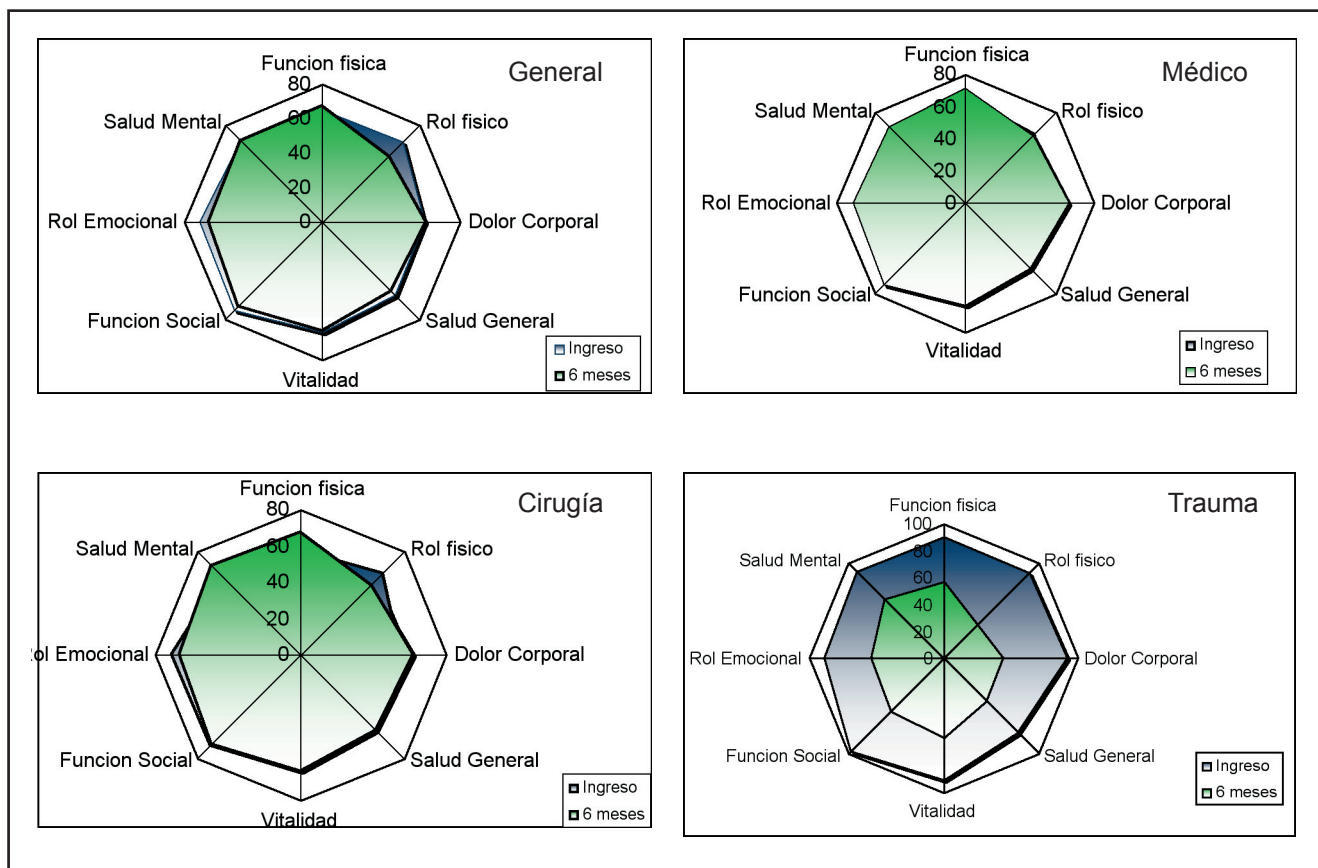 General
Funcion fisica
80
60
40
20
0
Rol fisico
Dolor Corporal
Salud General
Vitalidad
Funcion Social
Rol Emocional
Salud Mental
Ingreso
6 meses
Médico
Funcion fisica
80
60
40
20
0
Rol fisico
Dolor Corporal
Salud General
Vitalidad
Funcion Social
Rol Emocional
Salud Mental
Ingreso
6 meses
Cirugía
Funcion fisica
80
60
40
20
0
Rol fisico
Dolor Corporal
Salud General
Vitalidad
Funcion Social
Rol Emocional
Salud Mental
Ingreso
6 meses
Trauma
Funcion fisica
100
80
60
40
20
0
Rol fisico
Dolor Corporal
Salud General
Vitalidad
Funcion Social
Rol Emocional
Salud Mental
Ingreso
6 meses